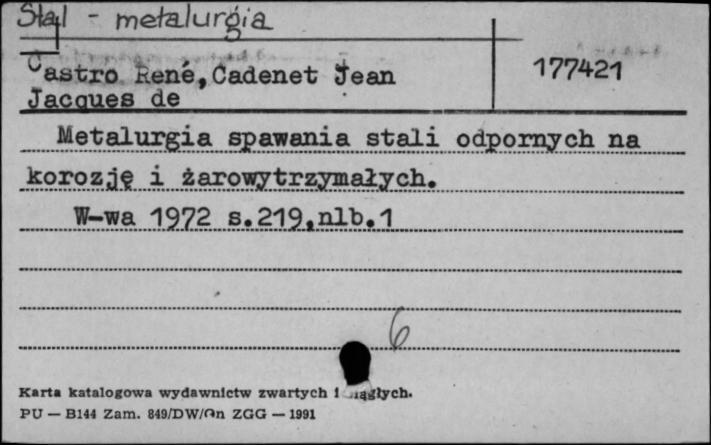 Stal - metalurgia
Castro René, Cadenet Jean
Jacques de
177421
Metalurgia spawania stali odpornych na
korozję i żarowytrzymałych.
W-wa 1972 s.219,nlb.1
6
Karta katalogowa wydawnictw zwartych i ciągłych.
PU — B144 Zam. 849/DW/On ZGG — 1991